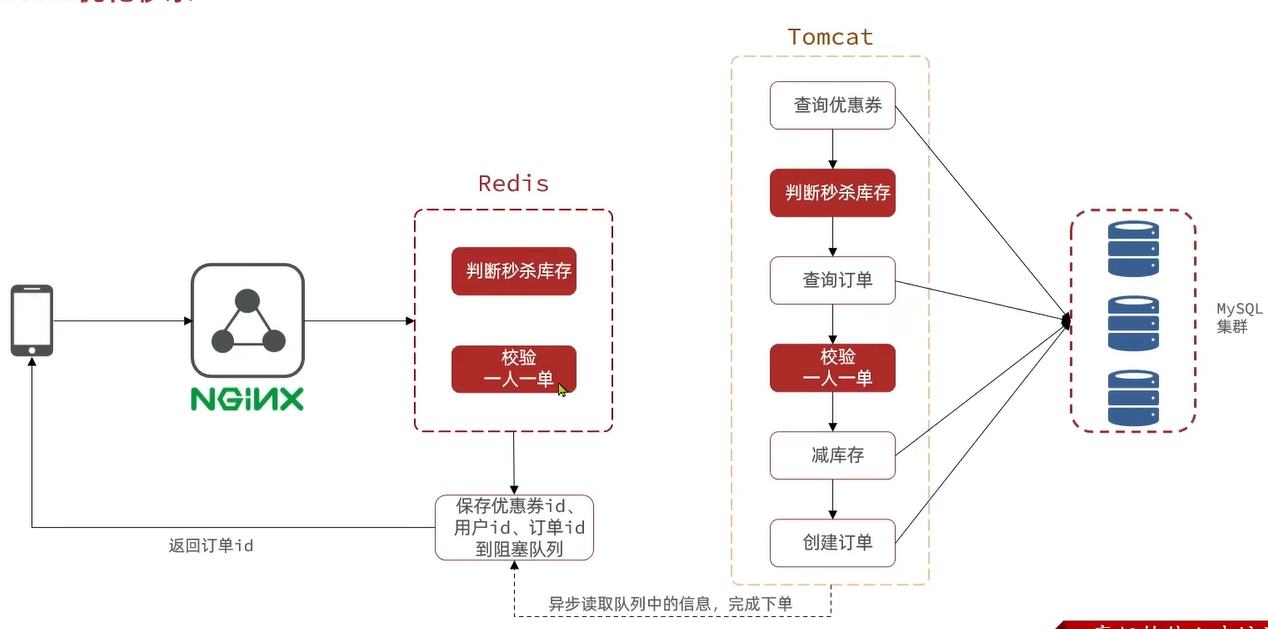 Tomcat
查询优惠券
判断秒杀库存
Redis
查询订单
判断秒杀库存
MySQL
集群
校验
一人一单
校验
一人一单
NGiNX
减库存
保存优惠券id、
用户id、订单id
到阻塞队列
返回订单id
创建订单
异步读取队列中的信息，完成下单